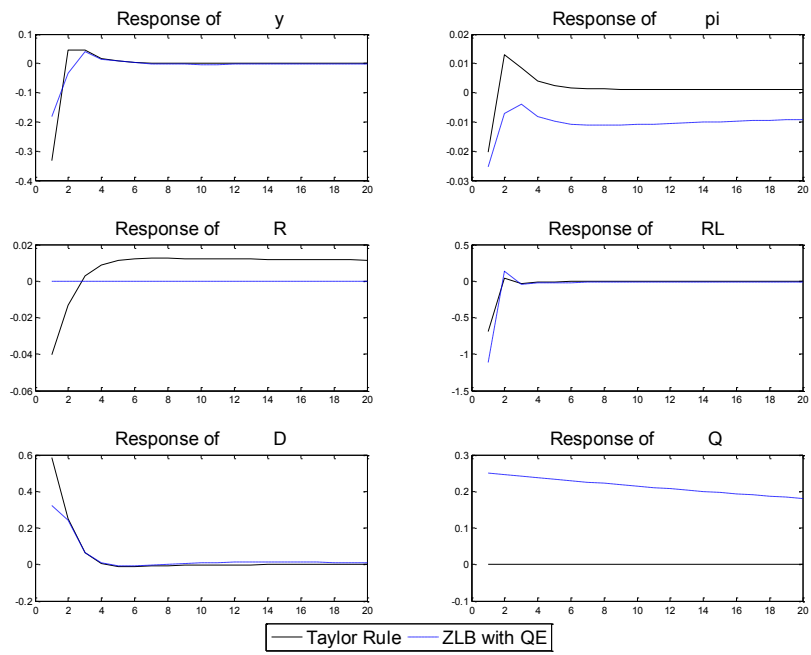 Response of y
0.1
0
-0.1
-0.2
-0.3
-0.4
0 2 4 6 8 10 12 14 16 18 20
Response of pi
0.02
0.01
0
-0.01
-0.02
-0.03
0 2 4 6 8 10 12 14 16 18 20
Response of R
0.02
0
-0.02
-0.04
-0.06
0 2 4 6 8 10 12 14 16 18 20
Response of RL
0.5
0
-0.5
-1
-1.5
0 2 4 6 8 10 12 14 16 18 20
Response of D
0.6
0.4
0.2
0
-0.2
0 2 4 6 8 10 12 14 16 18 20
Response of Q
0.3
0.2
0.1
0
-0.1
0 2 4 6 8 10 12 14 16 18 20
Taylor Rule ZLB with QE